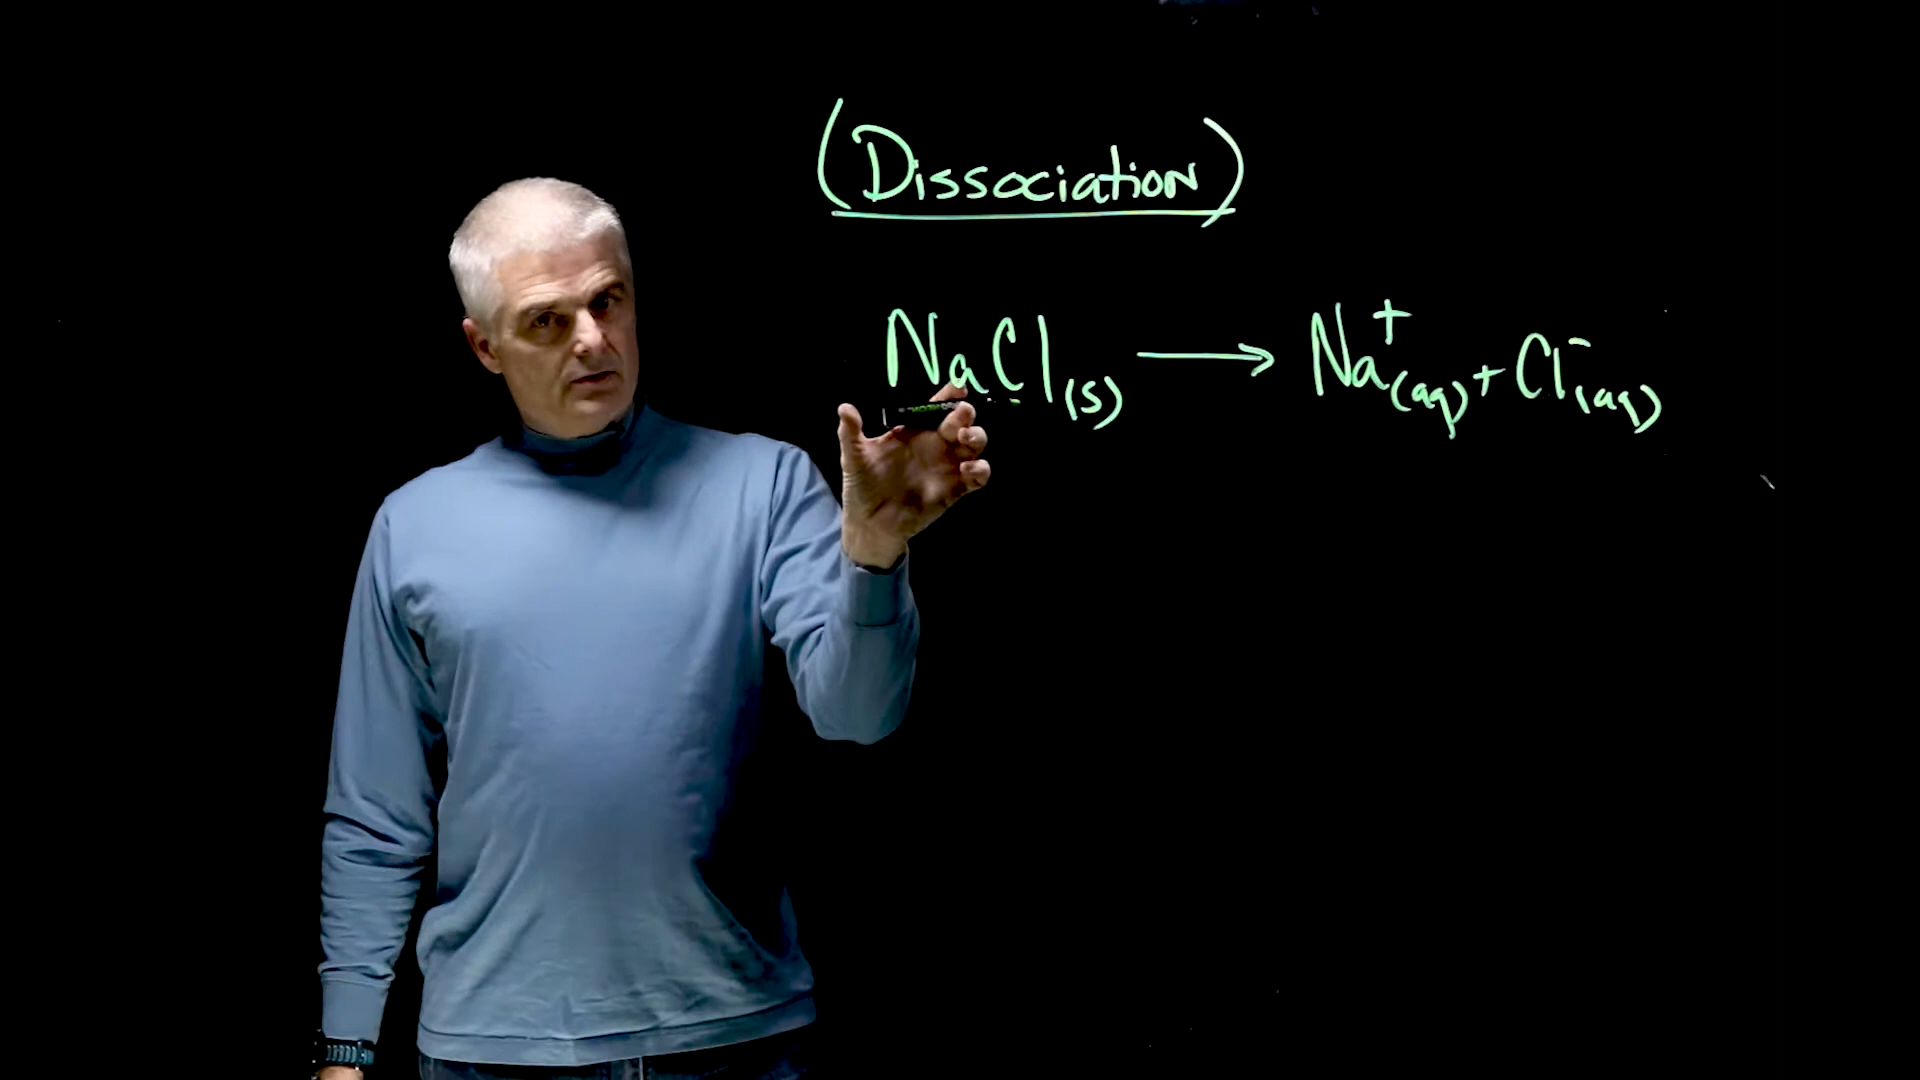 (Dissociation)
NaCl(s) → Na⁺(aq) + Cl⁻(aq)